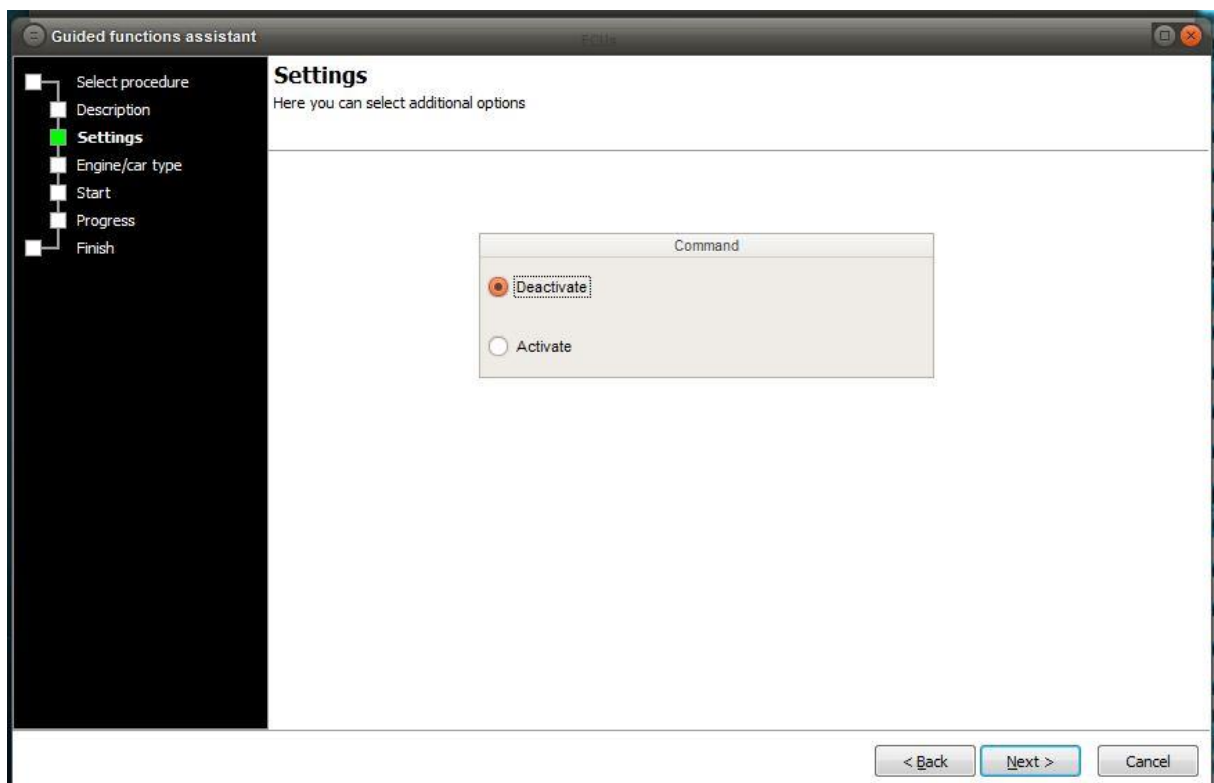 Guided functions assistant
Select procedure
Description
Settings
Engine/car type
Start
Progress
Finish
Settings
Here you can select additional options
Command
Deactivate
Activate
< Back
Next >
Cancel